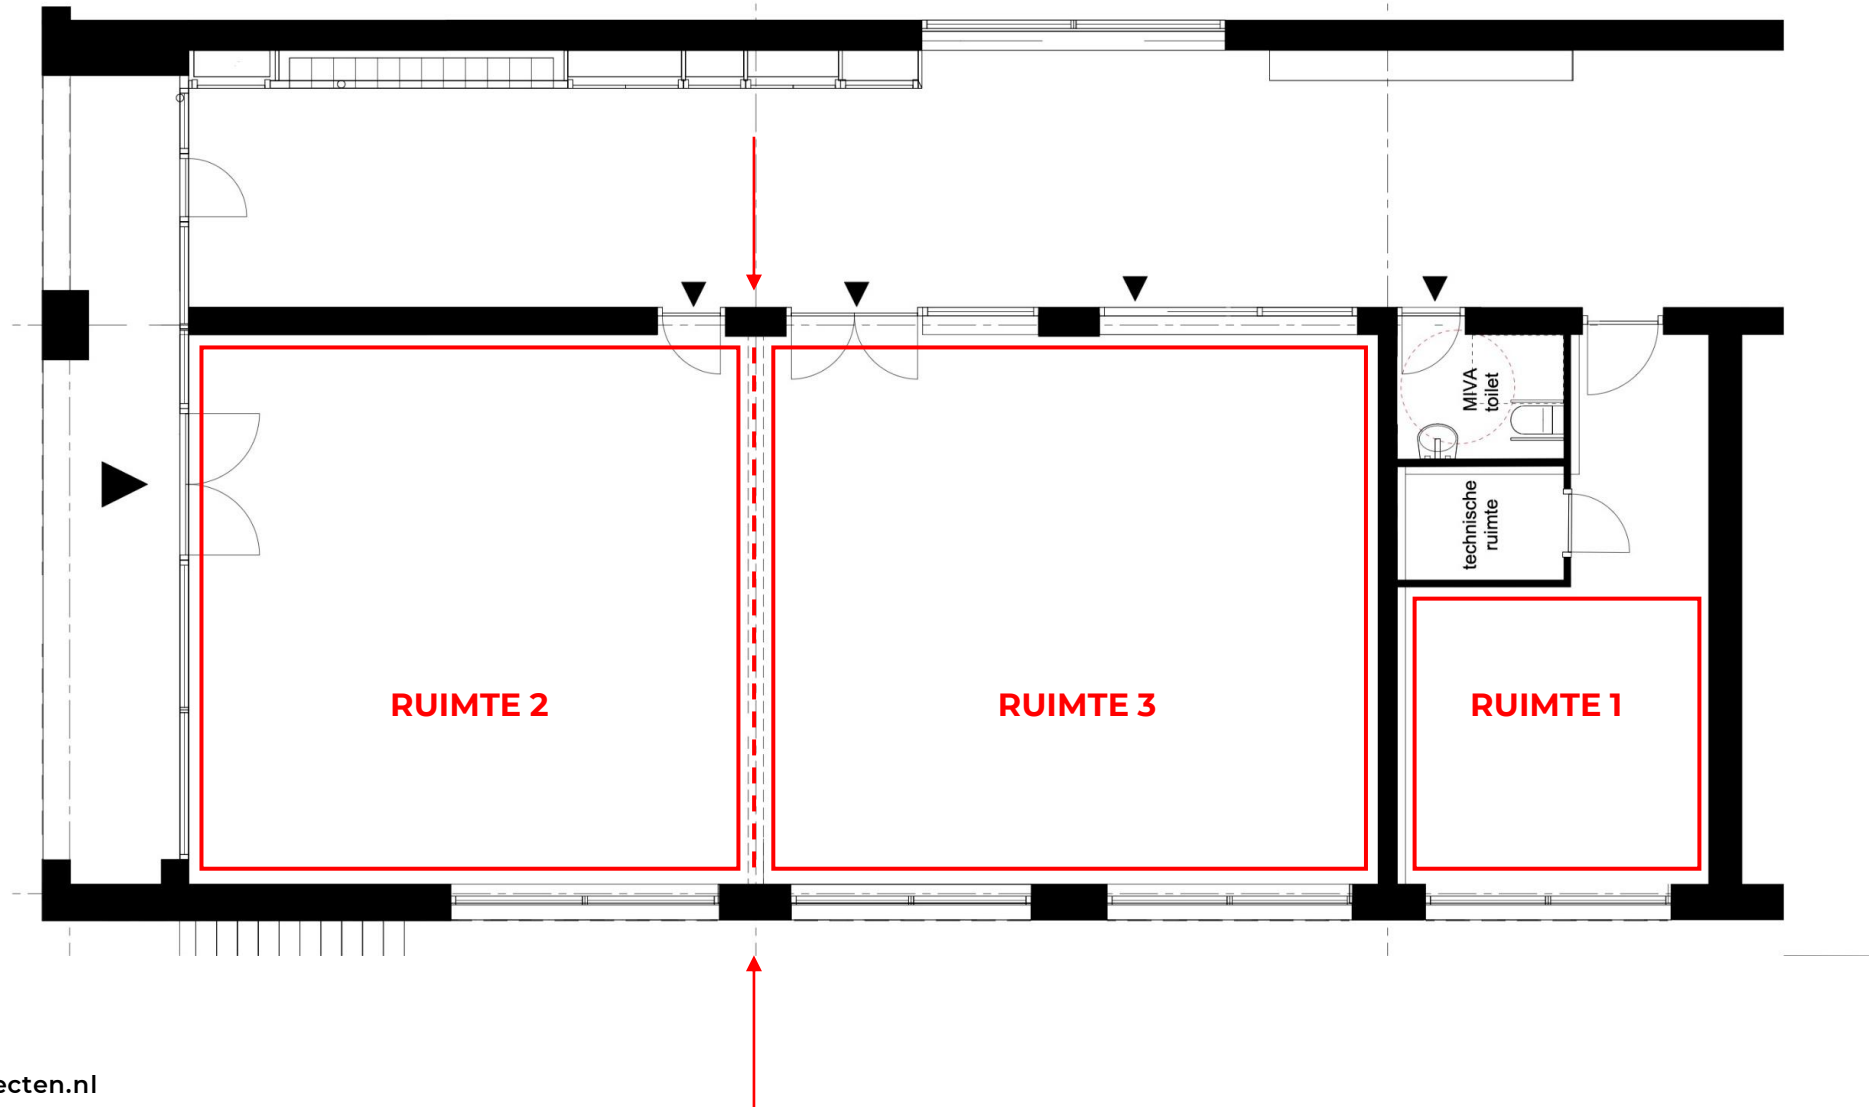 MIVA
toilet
technische
ruimte
RUIMTE 2
RUIMTE 3
RUIMTE 1
ecten.nl